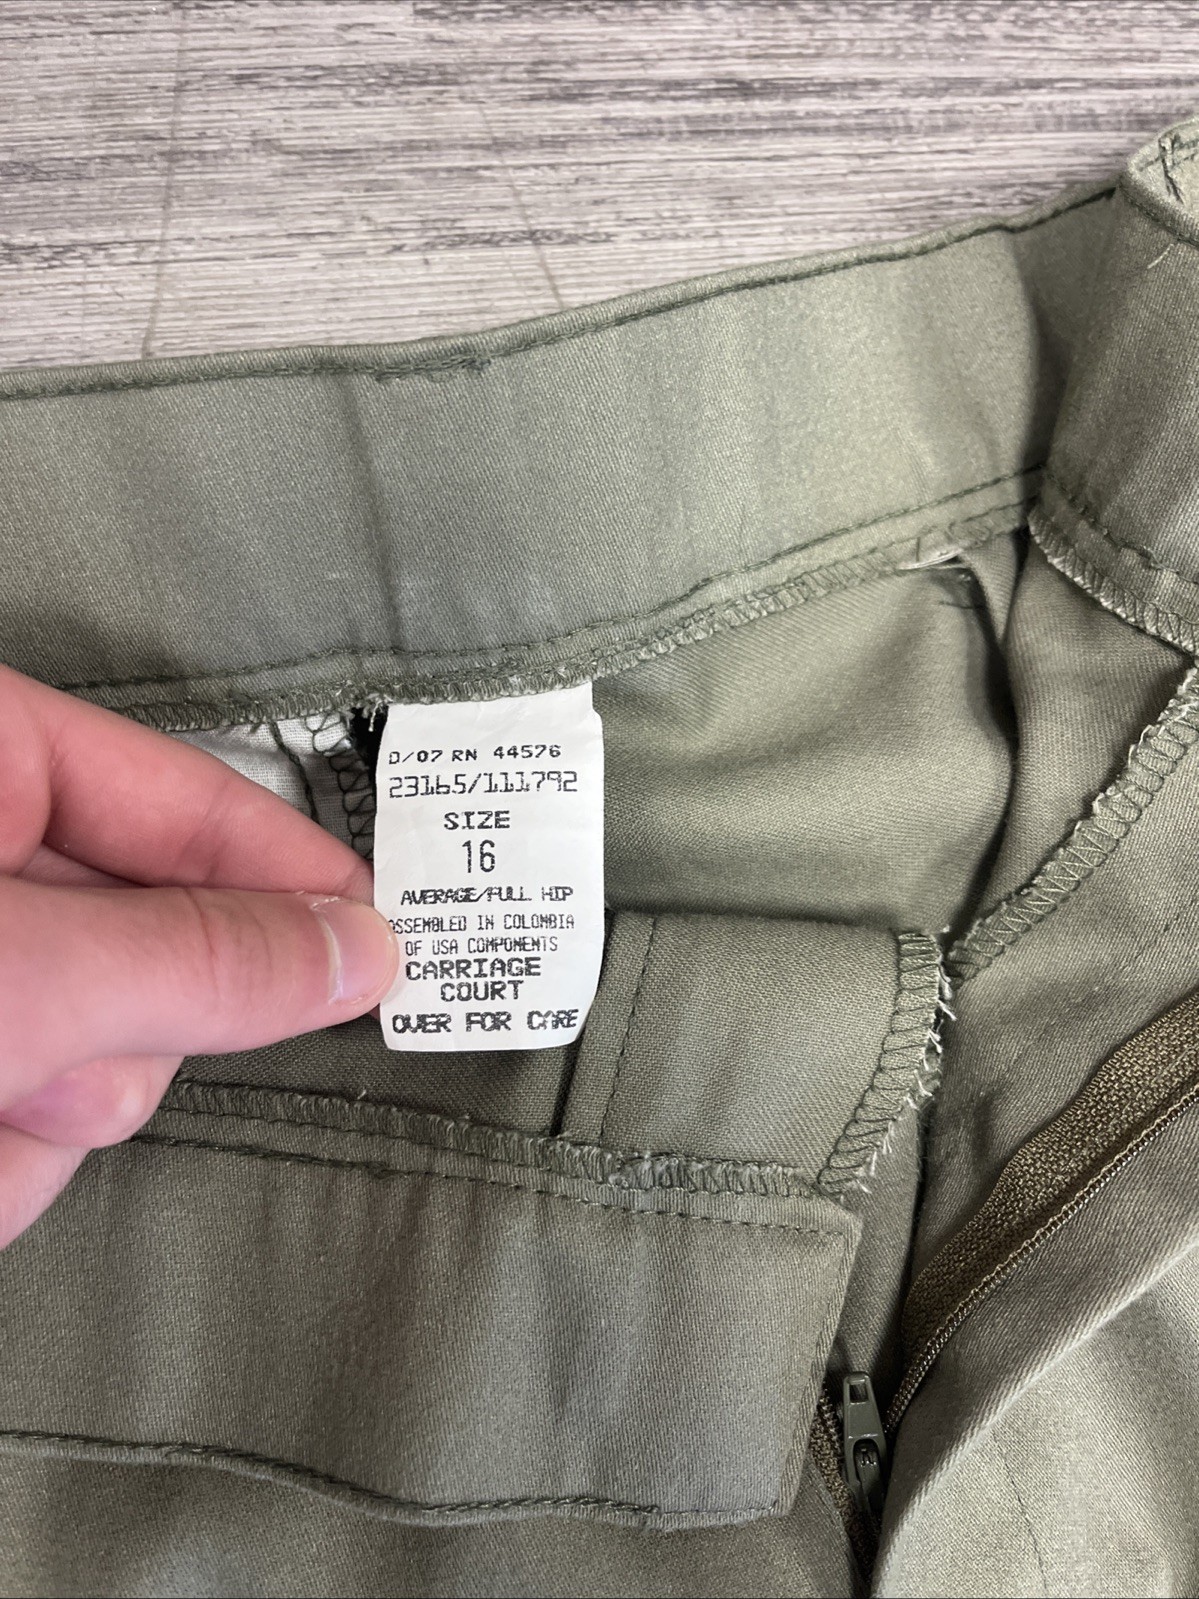 D/07 RN 44576
23165/111792
SIZE
16
AVERAGE/FULL HIP
ASSEMBLED IN COLOMBIA
OF USA COMPONENTS
CARRIAGE
COURT
OVER FOR CARE